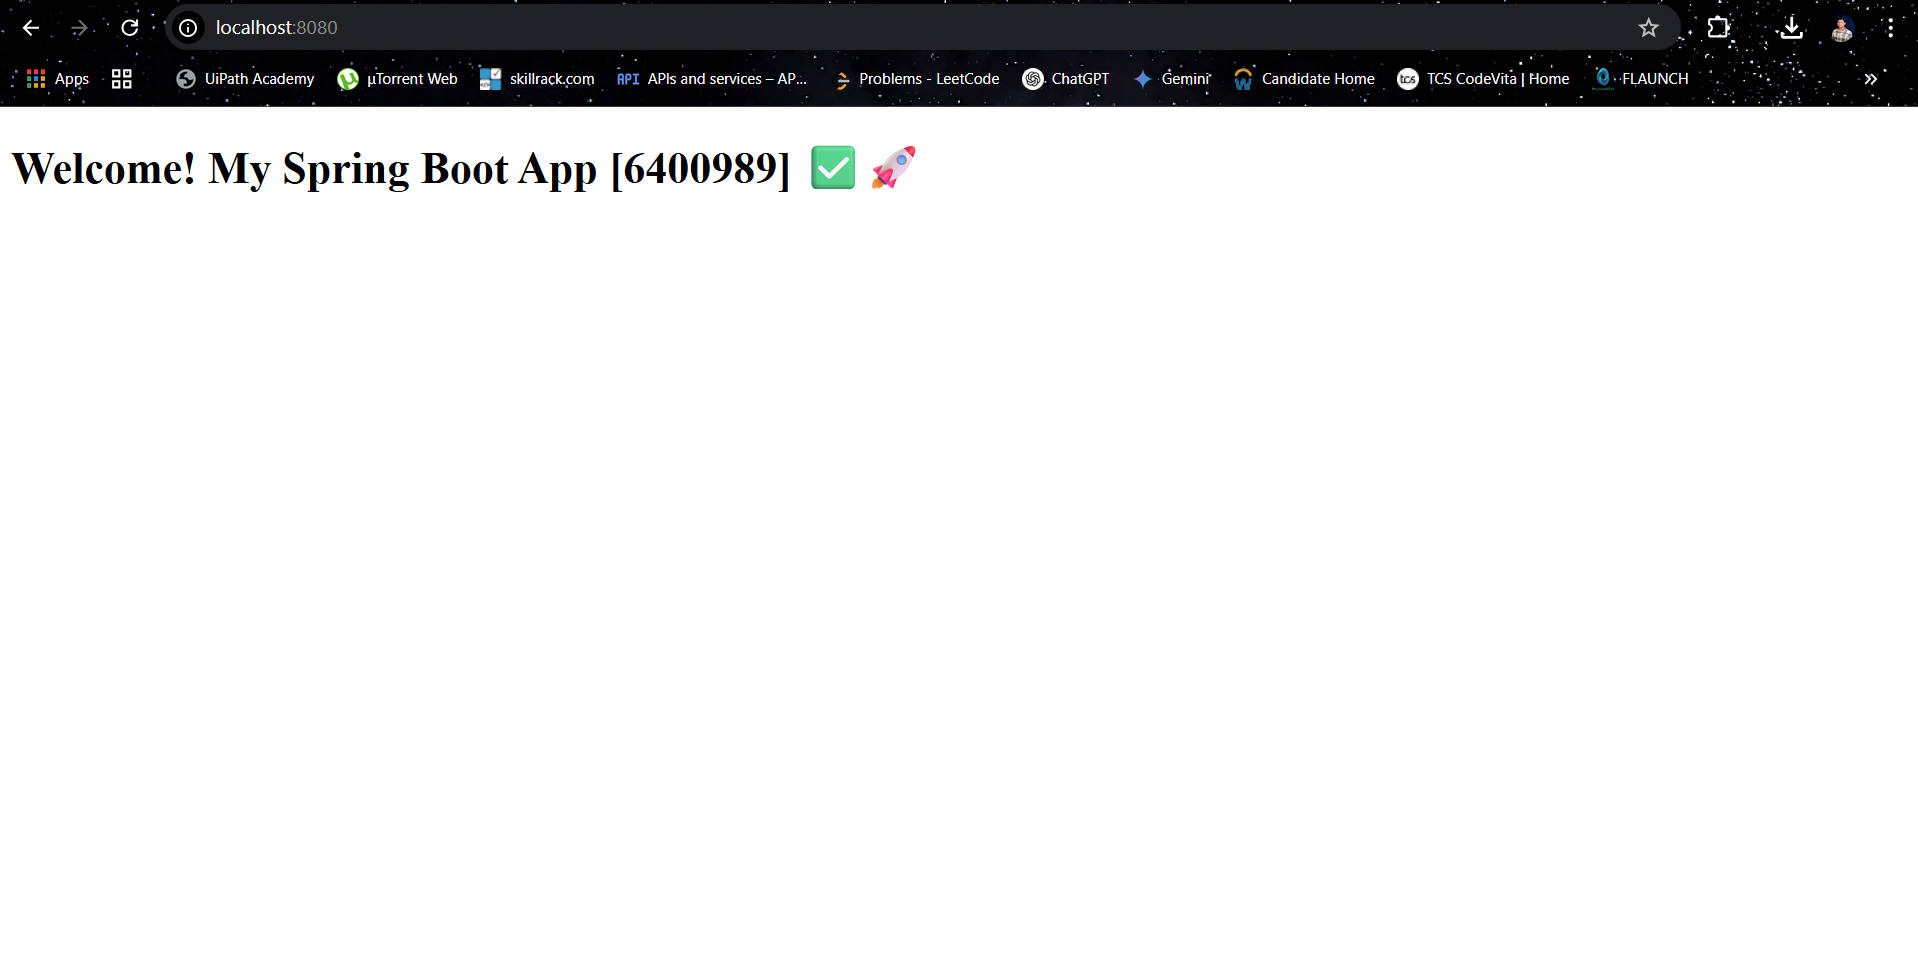 localhost:8080
Apps UiPath Academy µTorrent Web skillrack.com API APIs and services – AP... Problems - LeetCode ChatGPT Gemini Candidate Home tcs TCS CodeVita | Home FLAUNCH
Welcome! My Spring Boot App [6400989] ✅ 🚀